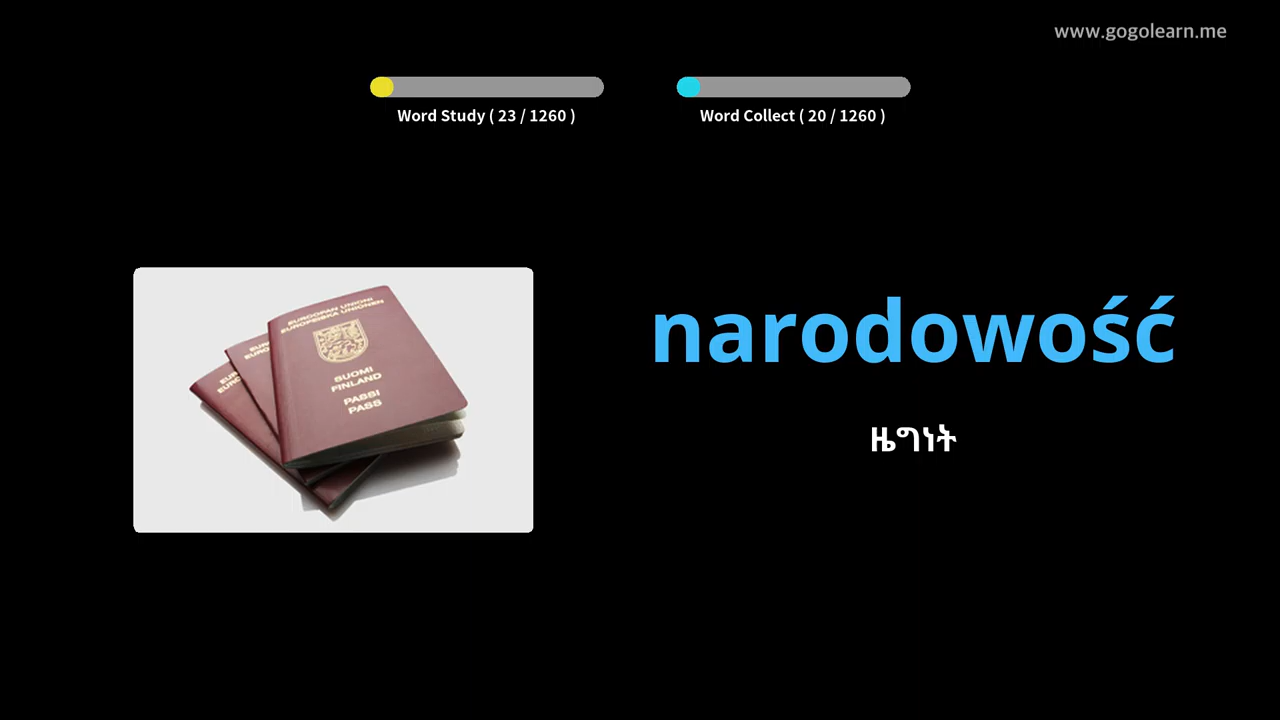 www.gogolearn.me
Word Study ( 23 / 1260 )
Word Collect ( 20 / 1260 )
EUROOPAN UNIONI
EUROPEISKA UNIONEN
SUOMI
FINLAND
PASSI
PASS
narodowość
ዜግነት